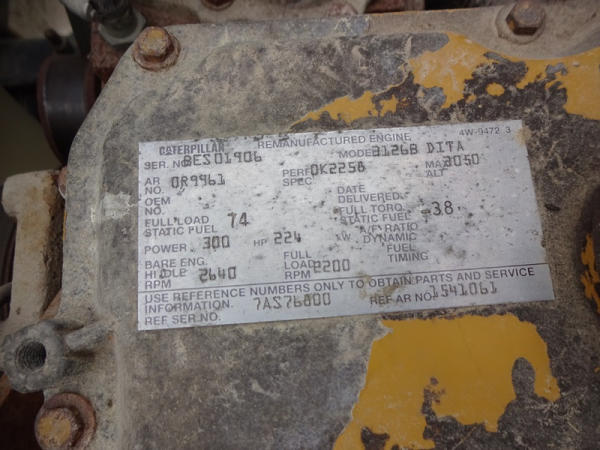 CATERPILLAR REMANUFACTURED ENGINE 4W-9472 3
SER. NO. BES01906 MODEL 3126B DITA
AR NO. 0R9961 PERF SPEC 0K2258 MAX ALT 3050
OEM NO. DATE DELIVERED
FULL LOAD STATIC FUEL 74 FULL TORQ. STATIC FUEL -38
POWER 300 HP 224 KW A/F RATIO DYNAMIC
BARE ENG. HI IDLE RPM 2640 FULL LOAD RPM 2200 FUEL TIMING
USE REFERENCE NUMBERS ONLY TO OBTAIN PARTS AND SERVICE
INFORMATION.
REF SER NO. 7AS76800 REF AR NO. 1541061